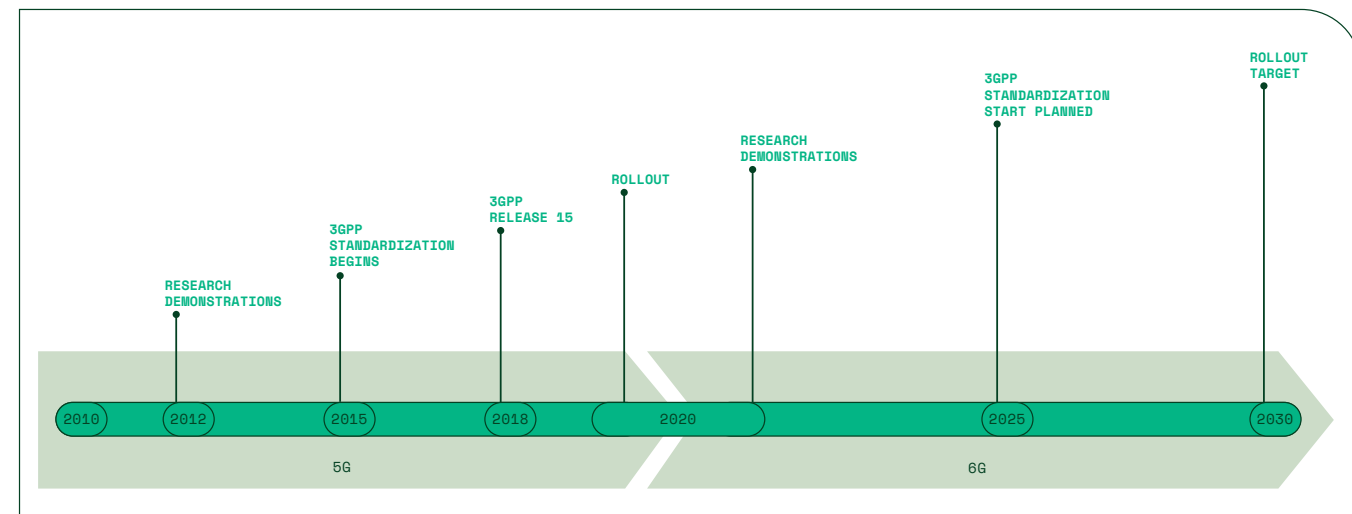 ROLLOUT
TARGET
3GPP
STANDARDIZATION
START PLANNED
RESEARCH
DEMONSTRATIONS
ROLLOUT
3GPP
RELEASE 15
3GPP
STANDARDIZATION
BEGINS
RESEARCH
DEMONSTRATIONS
2010 2012 2015 2018 2020 2025 2030
5G 6G